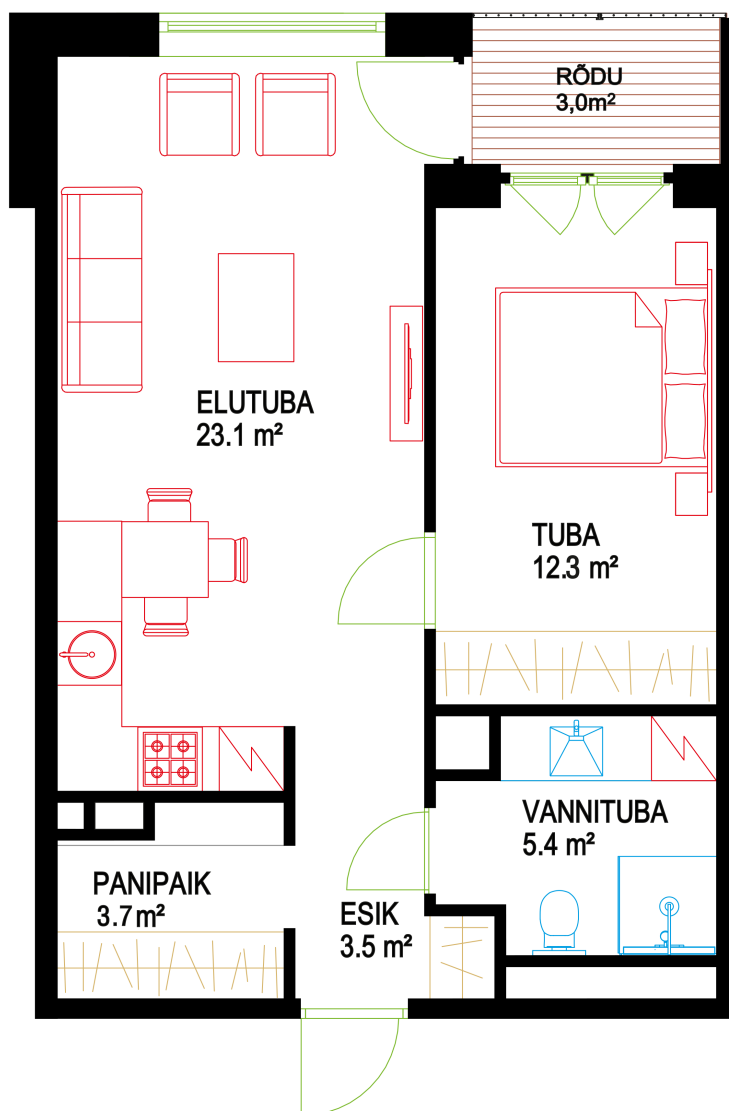 RÕDU
3,0m²
ELUTUBA
23.1 m²
TUBA
12.3 m²
VANNITUBA
5.4 m²
PANIPAIK
3.7m²
ESIK
3.5 m²